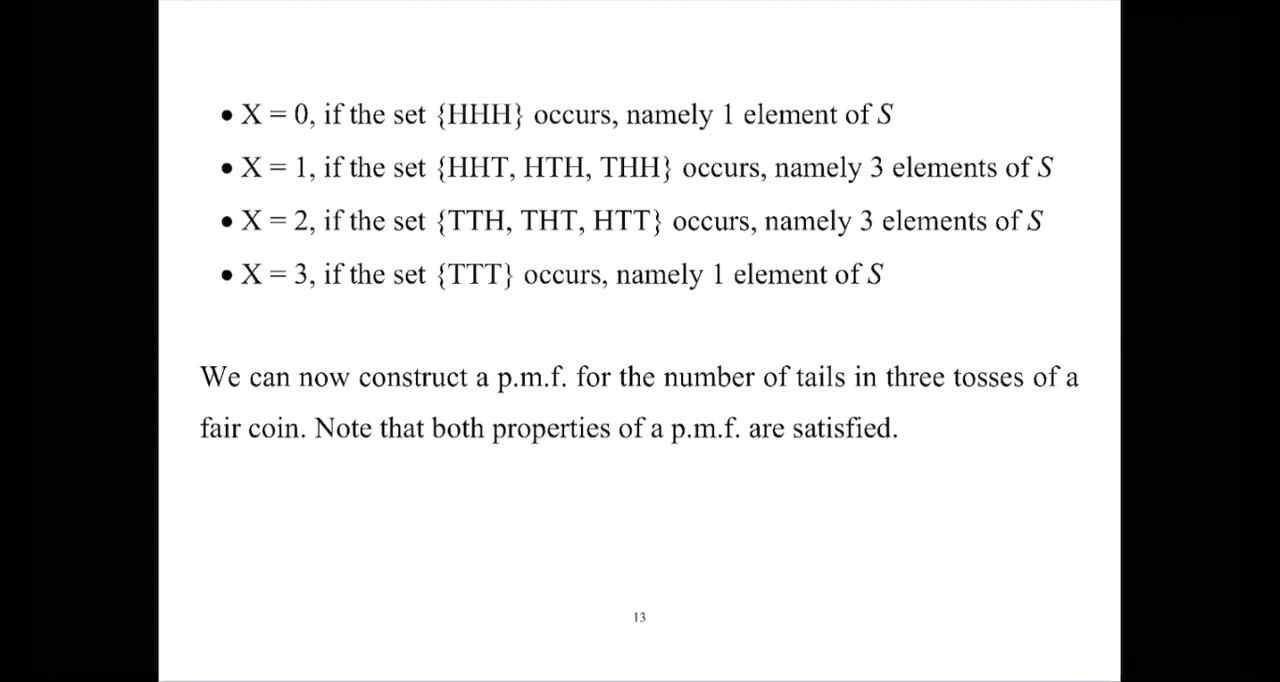 • X = 0, if the set {HHH} occurs, namely 1 element of S
• X = 1, if the set {HHT, HTH, THH} occurs, namely 3 elements of S
• X = 2, if the set {TTH, THT, HTT} occurs, namely 3 elements of S
• X = 3, if the set {TTT} occurs, namely 1 element of S
We can now construct a p.m.f. for the number of tails in three tosses of a
fair coin. Note that both properties of a p.m.f. are satisfied.
13